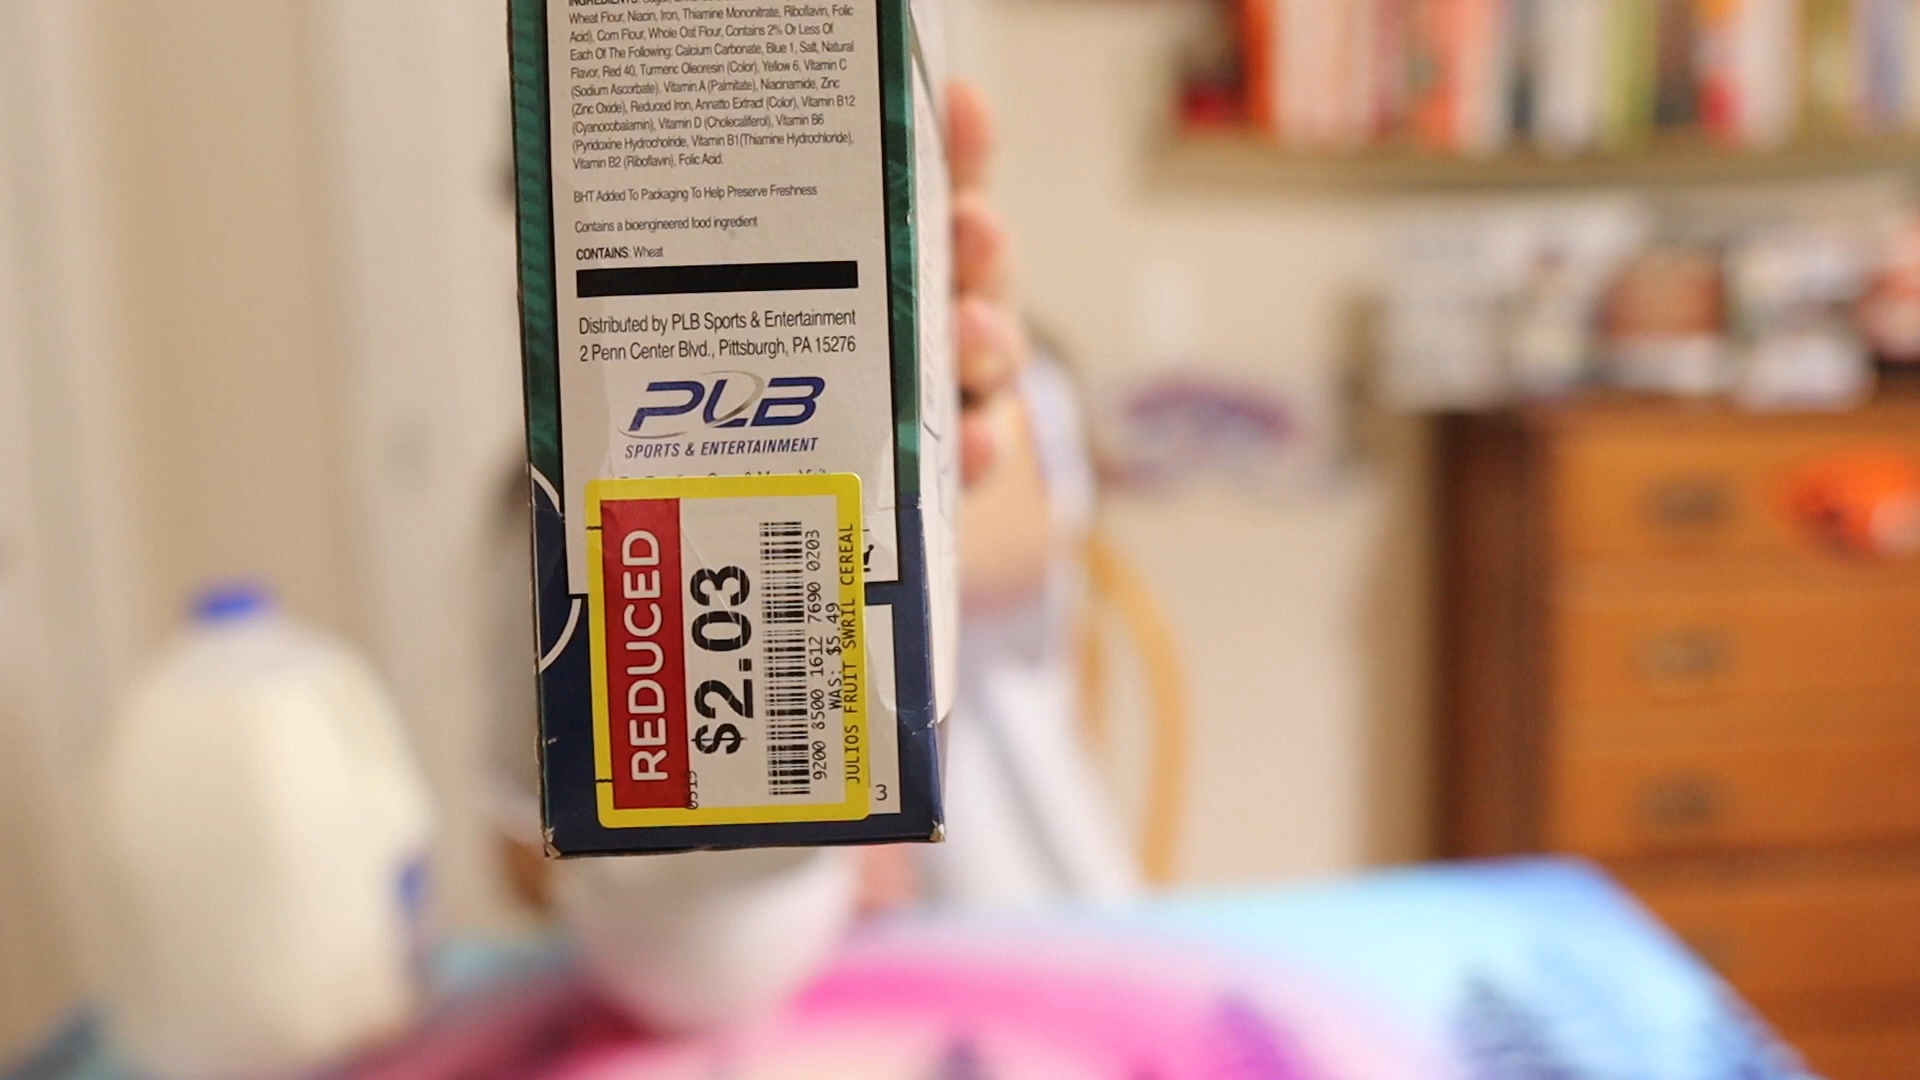 INGREDIENTS: Sugar,
Wheat Flour, Niacin, Iron, Thiamine Mononitrate, Riboflavin, Folic
Acid), Corn Flour, Whole Oat Flour, Contains 2% Or Less Of
Each Of The Following: Calcium Carbonate, Blue 1, Salt, Natural
Flavor, Red 40, Turmeric Oleoresin (Color), Yellow 6, Vitamin C
(Sodium Ascorbate), Vitamin A (Palmitate), Niacinamide, Zinc
(Zinc Oxide), Reduced Iron, Annatto Extract (Color), Vitamin B12
(Cyanocobalamin), Vitamin D (Cholecaliferol), Vitamin B6
(Pyridoxine Hydrocholride, Vitamin B1(Thiamine Hydrochloride),
Vitamin B2 (Riboflavin), Folic Acid.
BHT Added To Packaging To Help Preserve Freshness
Contains a bioengineered food ingredient
CONTAINS: Wheat
Distributed by PLB Sports & Entertainment
2 Penn Center Blvd., Pittsburgh, PA 15276
PLB
SPORTS & ENTERTAINMENT
REDUCED
0519
$2.03
9200 8500 1612 7690 0203
WAS: $5.49
JULIOS FRUIT SWRIL CEREAL
3